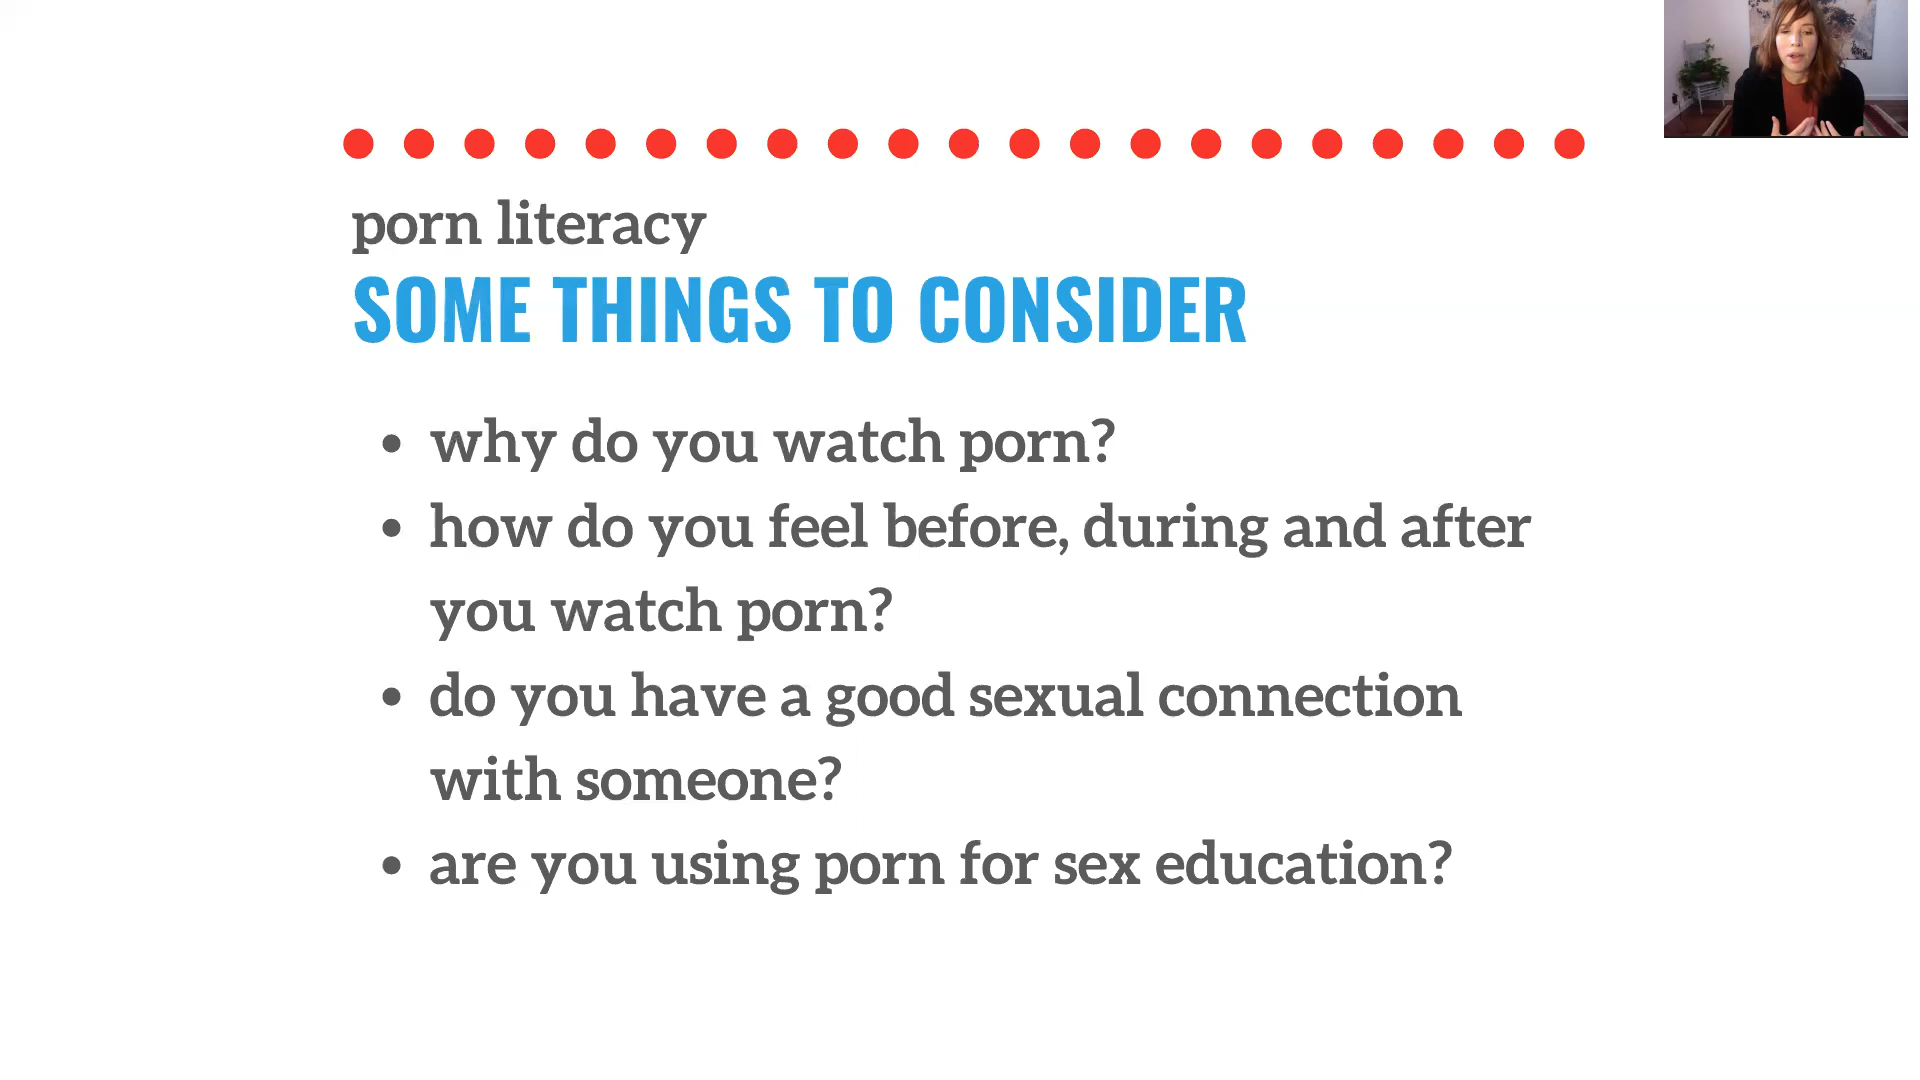 porn literacy
SOME THINGS TO CONSIDER
• why do you watch porn?
• how do you feel before, during and after
you watch porn?
• do you have a good sexual connection
with someone?
• are you using porn for sex education?